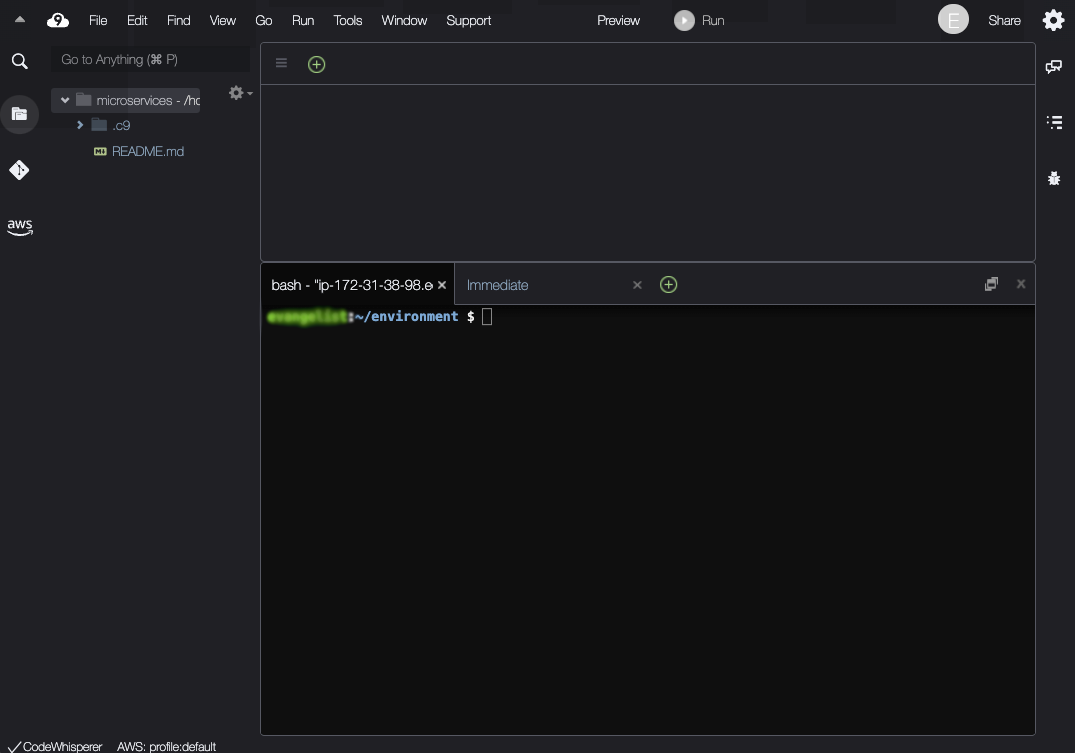 File Edit Find View Go Run Tools Window Support Preview Run E Share
Go to Anything (⌘ P)
microservices - /hc
.c9
README.md
aws
bash - "ip-172-31-38-98.e
Immediate
evangelist:~/environment $
CodeWhisperer AWS: profile:default